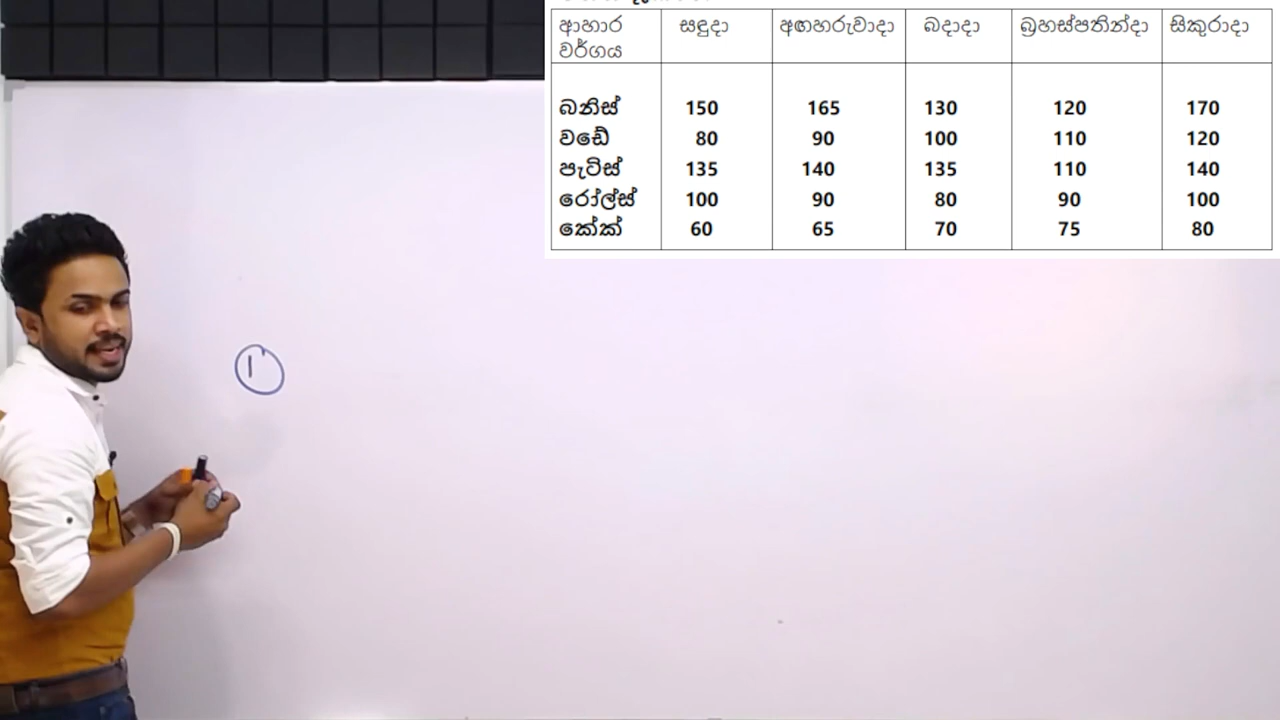 ආහාර වර්ගය සඳුදා අඟහරුවාදා බදාදා බ්‍රහස්පතින්දා සිකුරාදා
බනිස් 150 165 130 120 170
වඩේ 80 90 100 110 120
පැටිස් 135 140 135 110 140
රෝල්ස් 100 90 80 90 100
කේක් 60 65 70 75 80
1